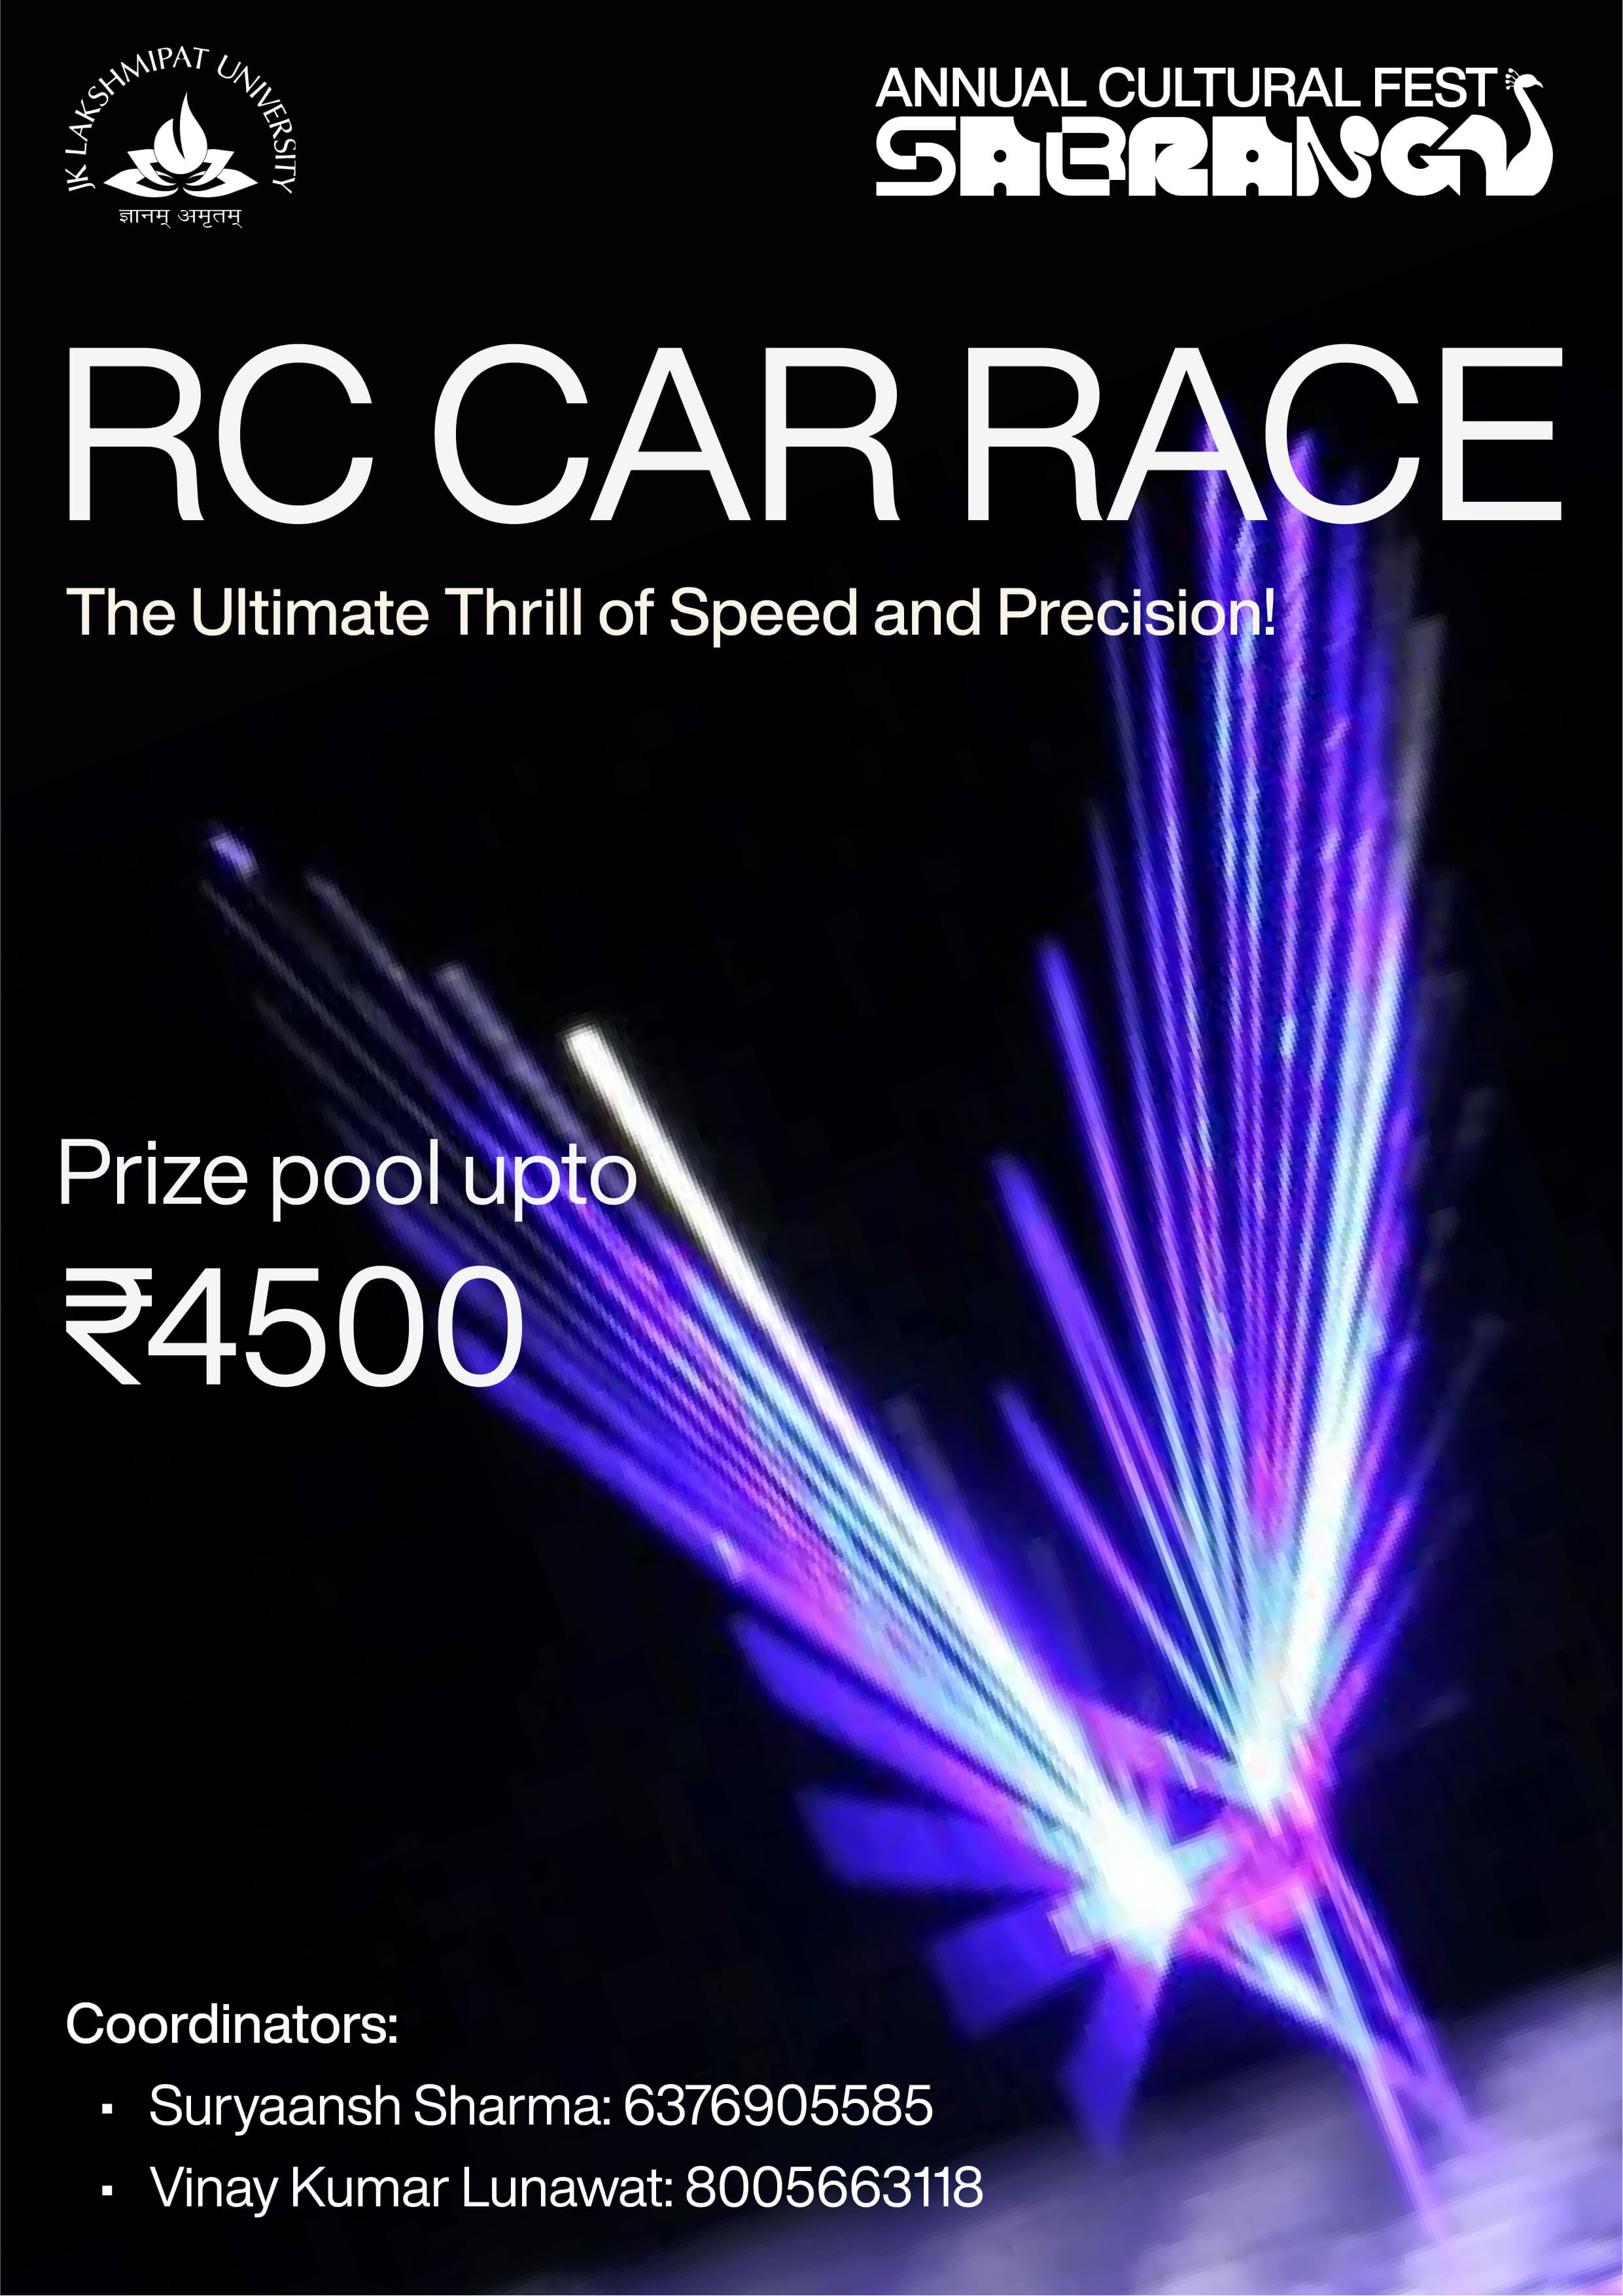 JK LAKSHMIPAT UNIVERSITY
ज्ञानम् अमृतम्
ANNUAL CULTURAL FEST
SABRANG
RC CAR RACE
The Ultimate Thrill of Speed and Precision!
Prize pool upto
₹4500
Coordinators:
▪ Suryaansh Sharma: 6376905585
▪ Vinay Kumar Lunawat: 8005663118